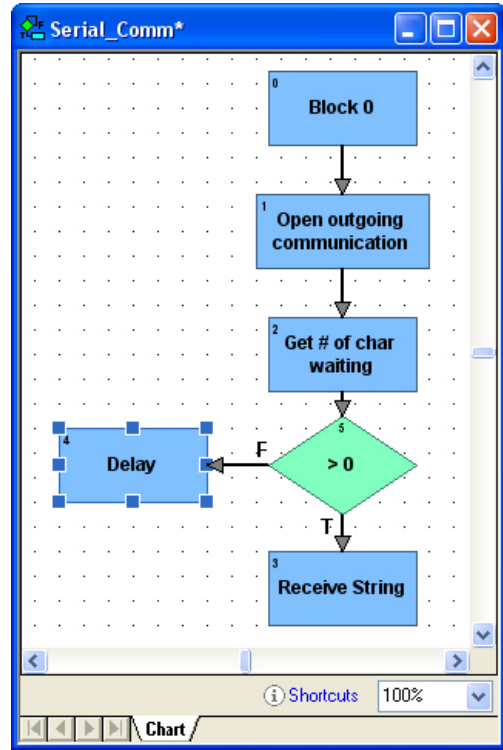 Serial_Comm*
0
Block 0
1
Open outgoing
communication
2
Get # of char
waiting
5
> 0
F
4
Delay
T
3
Receive String
Shortcuts
100%
Chart